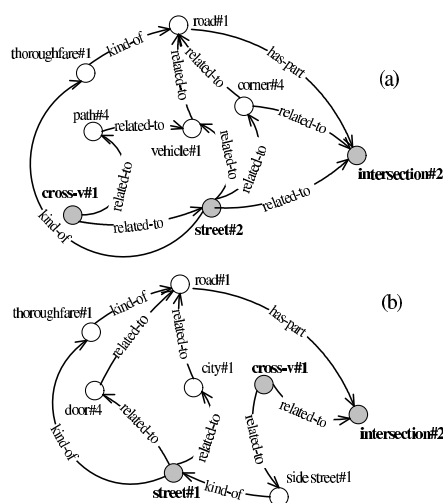 road#1
thoroughfare#1
kind-of
has-part
(a)
related-to
corner#4
path#4
related-to
related-to
vehicle#1
related-to
intersection#2
cross-v#1
related-to
related-to
related-to
related-to
related-to
kind-of
street#2
road#1
thoroughfare#1
kind-of
has-part
(b)
related-to
related-to
city#1
cross-v#1
door#4
related-to
intersection#2
related-to
related-to
related-to
kind-of
street#1
kind-of
side street#1